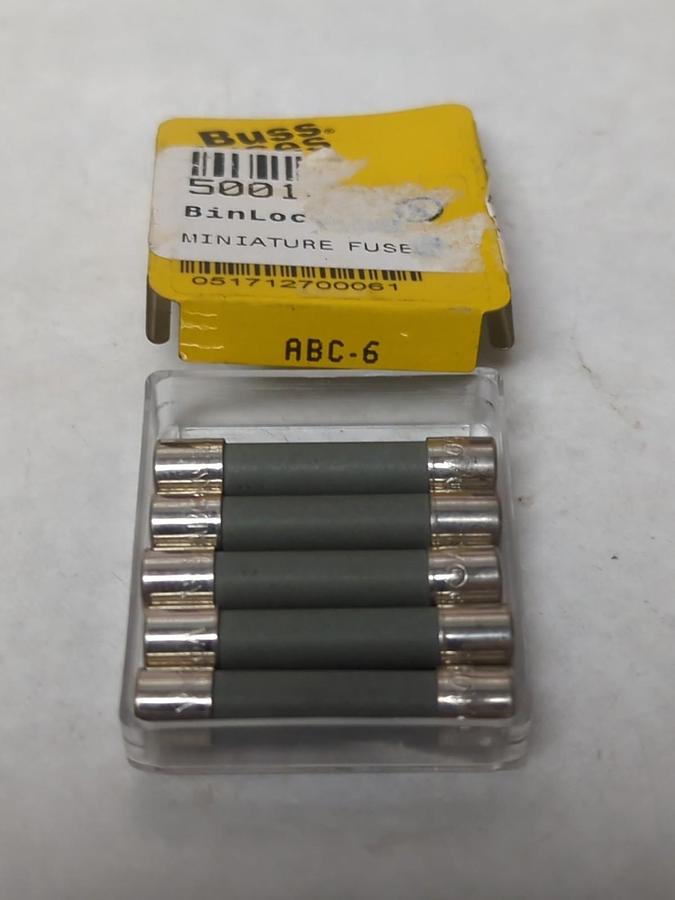 Buss®
5001
BinLoc
MINIATURE FUSE
051712700061
ABC-6